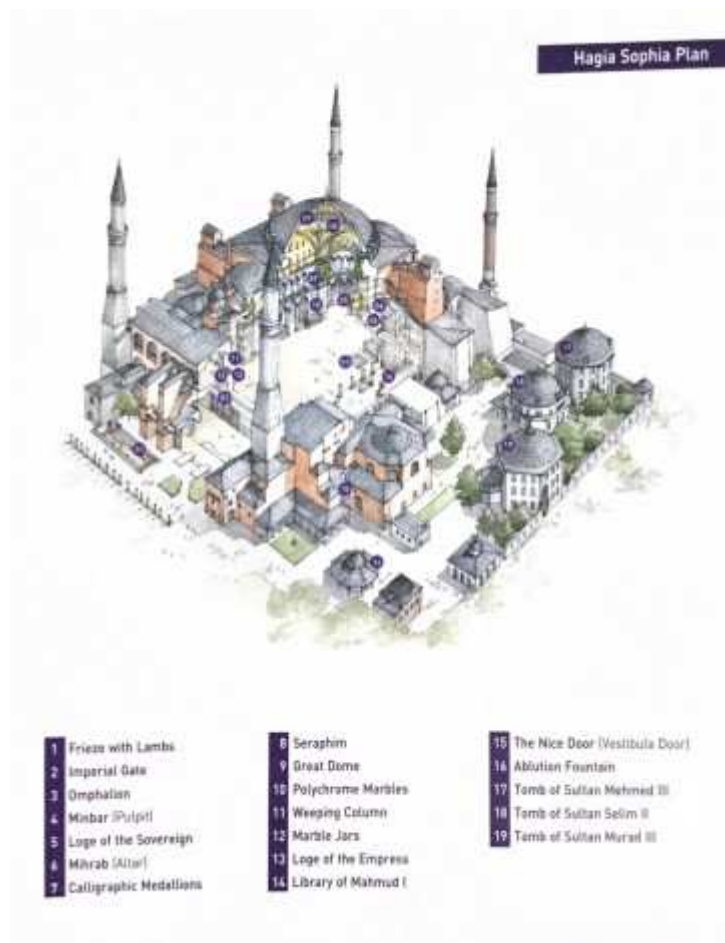 Hagia Sophia Plan
1 Frieze with Lambs
2 Imperial Gate
3 Omphalion
4 Minbar (Pulpit)
5 Loge of the Sovereign
6 Mihrab (Altar)
7 Calligraphic Medallions
8 Seraphim
9 Great Dome
10 Polychrome Marbles
11 Weeping Column
12 Marble Jars
13 Loge of the Empress
14 Library of Mahmud I
15 The Nice Door (Vestibula Door)
16 Ablution Fountain
17 Tomb of Sultan Mehmed III
18 Tomb of Sultan Selim II
19 Tomb of Sultan Murad III